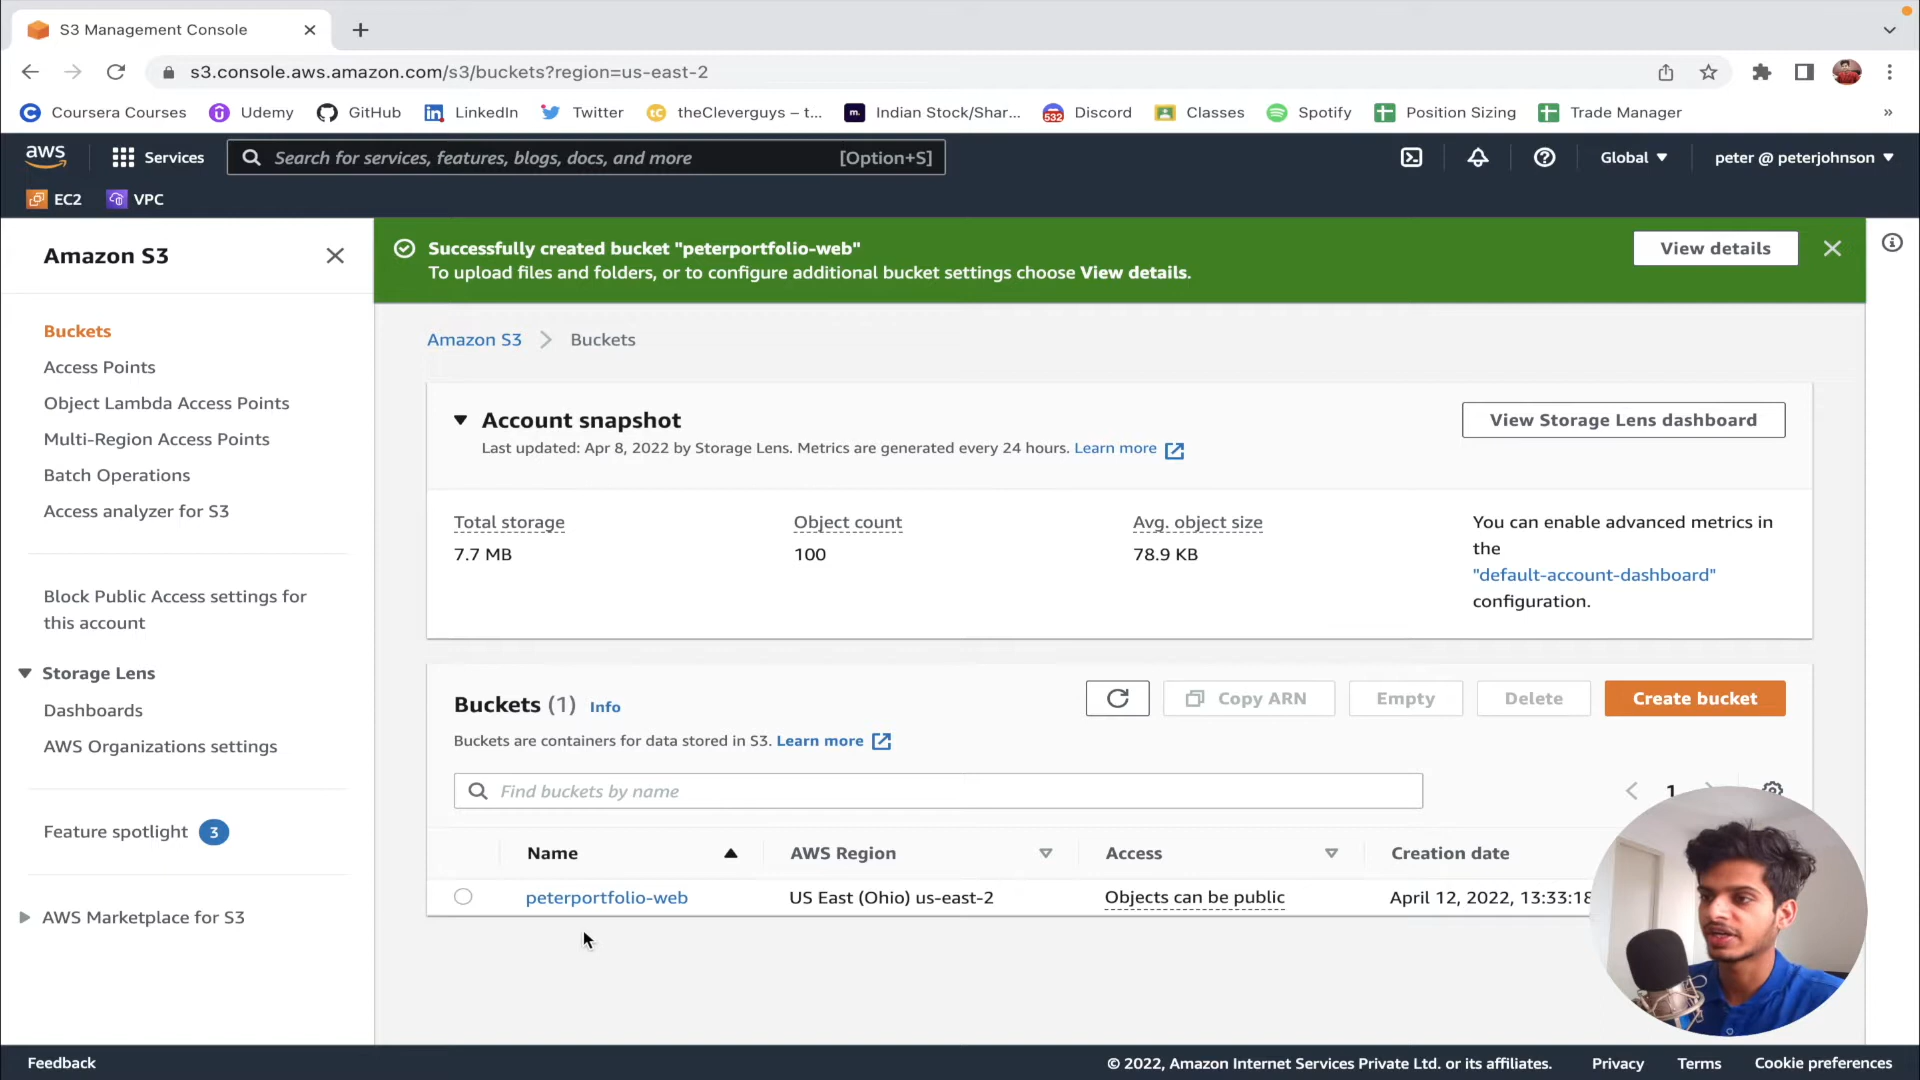 S3 Management Console
s3.console.aws.amazon.com/s3/buckets?region=us-east-2
Coursera Courses
Udemy
GitHub
LinkedIn
Twitter
tC theCleverguys – t...
m. Indian Stock/Shar...
532 Discord
Classes
Spotify
Position Sizing
Trade Manager
»
aws
Services
Search for services, features, blogs, docs, and more [Option+S]
Global
peter @ peterjohnson
EC2
VPC
Amazon S3
Buckets
Access Points
Object Lambda Access Points
Multi-Region Access Points
Batch Operations
Access analyzer for S3
Block Public Access settings for
this account
Storage Lens
Dashboards
AWS Organizations settings
Feature spotlight 3
AWS Marketplace for S3
Successfully created bucket "peterportfolio-web"
To upload files and folders, or to configure additional bucket settings choose View details.
View details
Amazon S3 > Buckets
Account snapshot
Last updated: Apr 8, 2022 by Storage Lens. Metrics are generated every 24 hours. Learn more
View Storage Lens dashboard
Total storage
7.7 MB
Object count
100
Avg. object size
78.9 KB
You can enable advanced metrics in
the
"default-account-dashboard"
configuration.
Buckets (1) Info
Copy ARN
Empty
Delete
Create bucket
Buckets are containers for data stored in S3. Learn more
Find buckets by name
1
Name AWS Region Access Creation date
peterportfolio-web US East (Ohio) us-east-2 Objects can be public April 12, 2022, 13:33:18
Feedback
© 2022, Amazon Internet Services Private Ltd. or its affiliates. Privacy Terms Cookie preferences